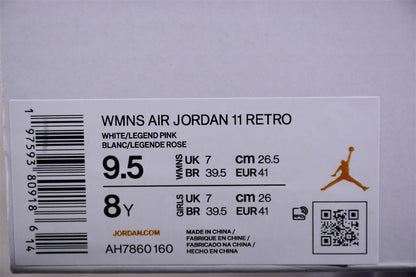 WMNS AIR JORDAN 11 RETRO
WHITE/LEGEND PINK
BLANC/LEGENDE ROSE
9.5 WMNS UK 7 cm 26.5
BR 39.5 EUR 41
8Y GIRLS UK 7 cm 26
BR 39.5 EUR 41
JORDAN.COM
AH7860 160
MADE IN CHINA /
FABRIQUE EN CHINE /
FABRICADO NA CHINA /
HECHO EN CHINA
1 97593 80918 6 14